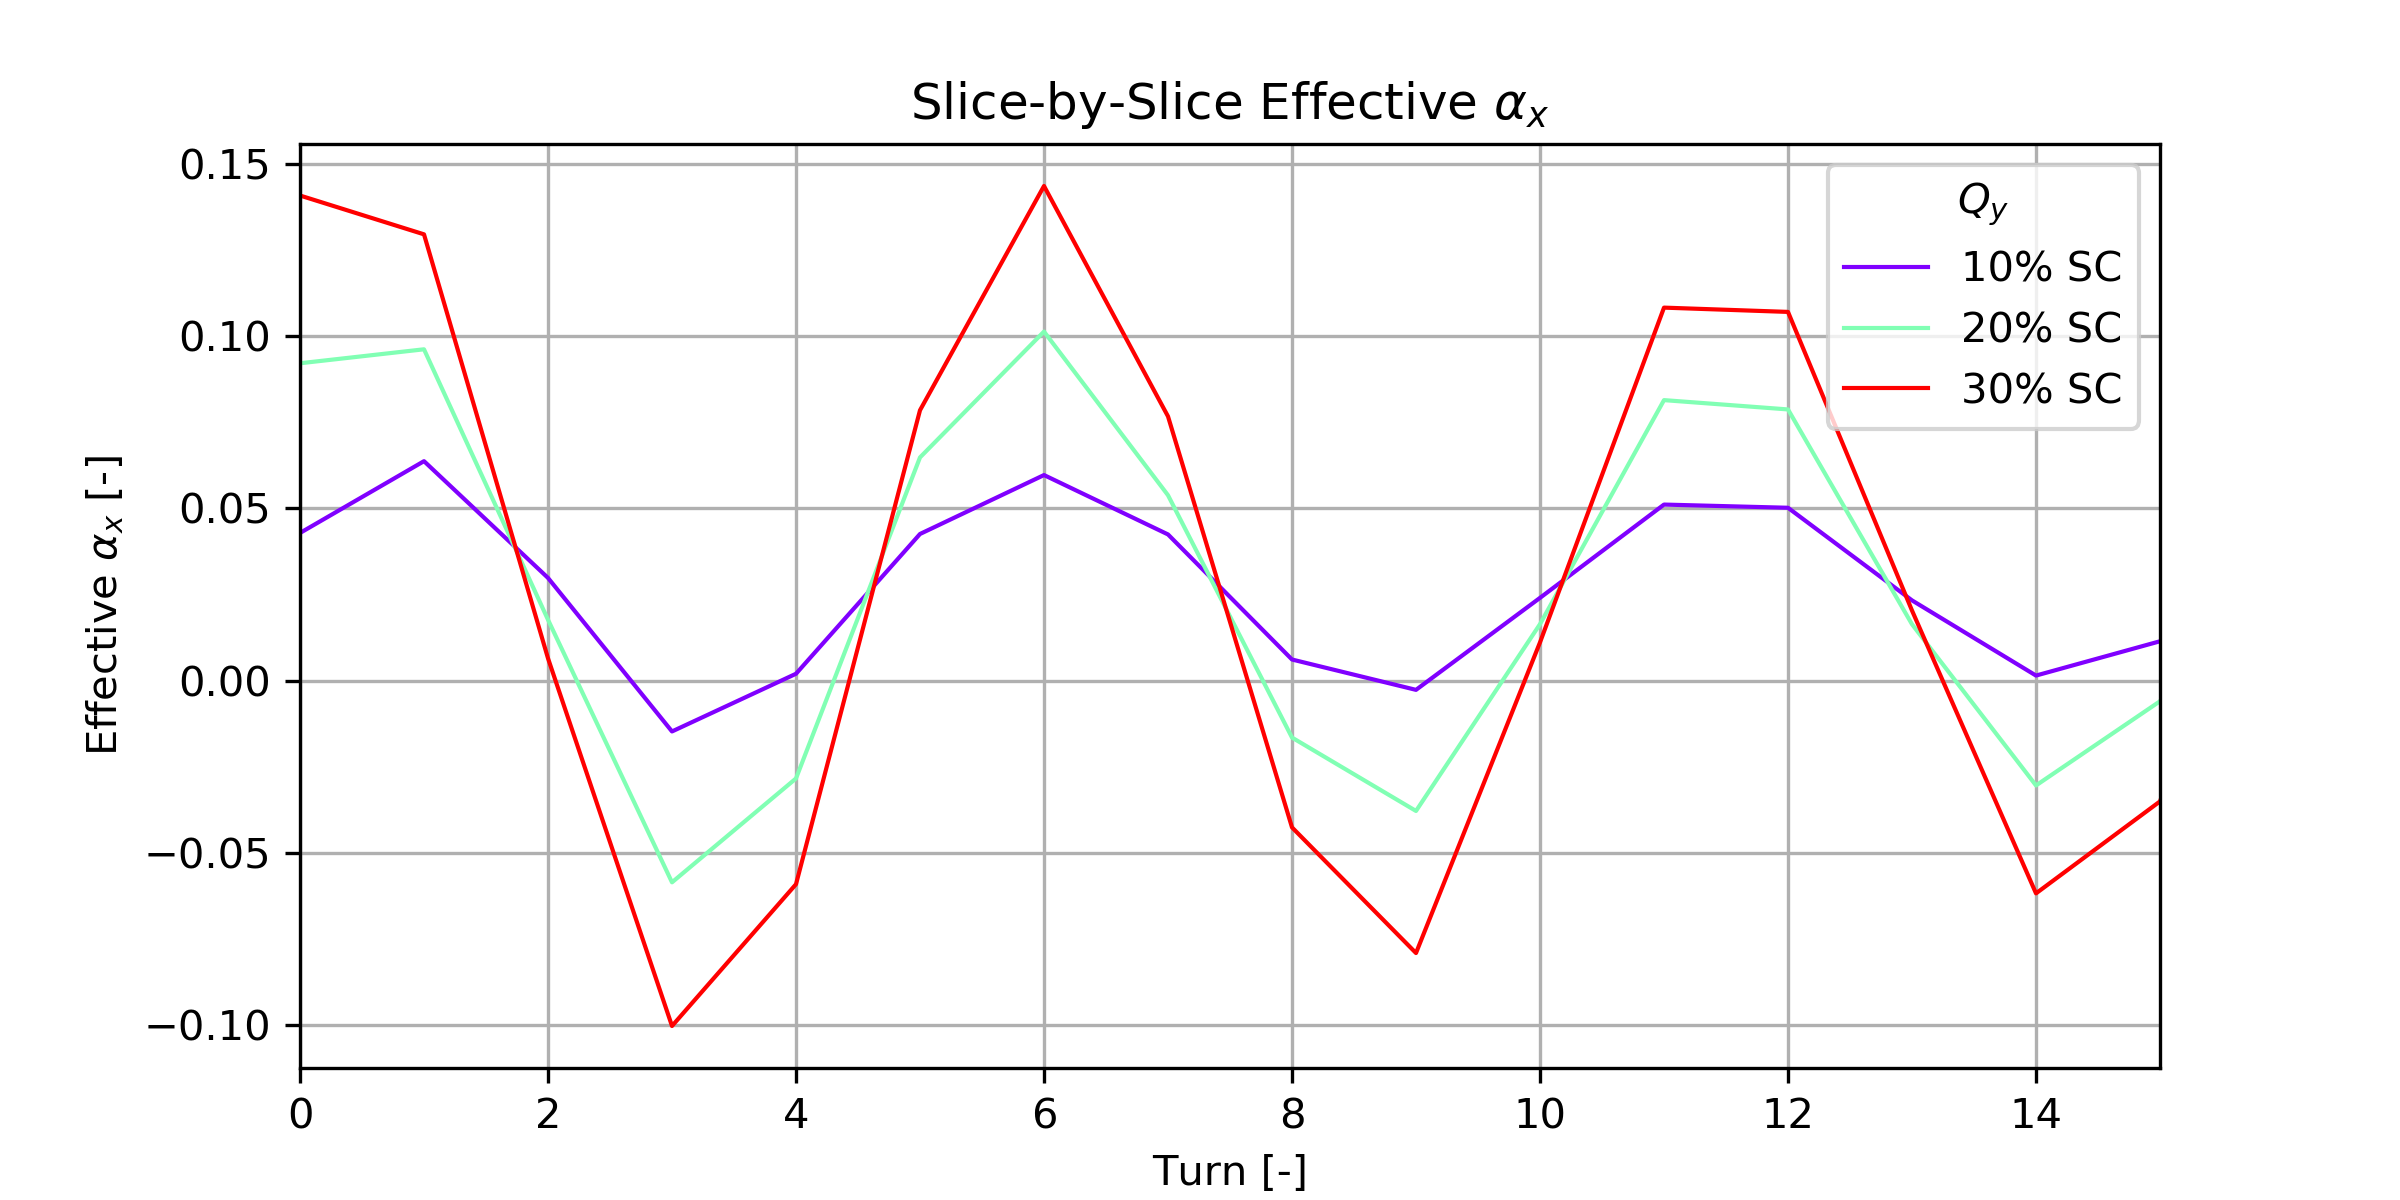 Slice-by-Slice Effective αx
0.15
0.10
0.05
0.00
−0.05
−0.10
Effective αx [-]
Qy
10% SC
20% SC
30% SC
0 2 4 6 8 10 12 14
Turn [-]